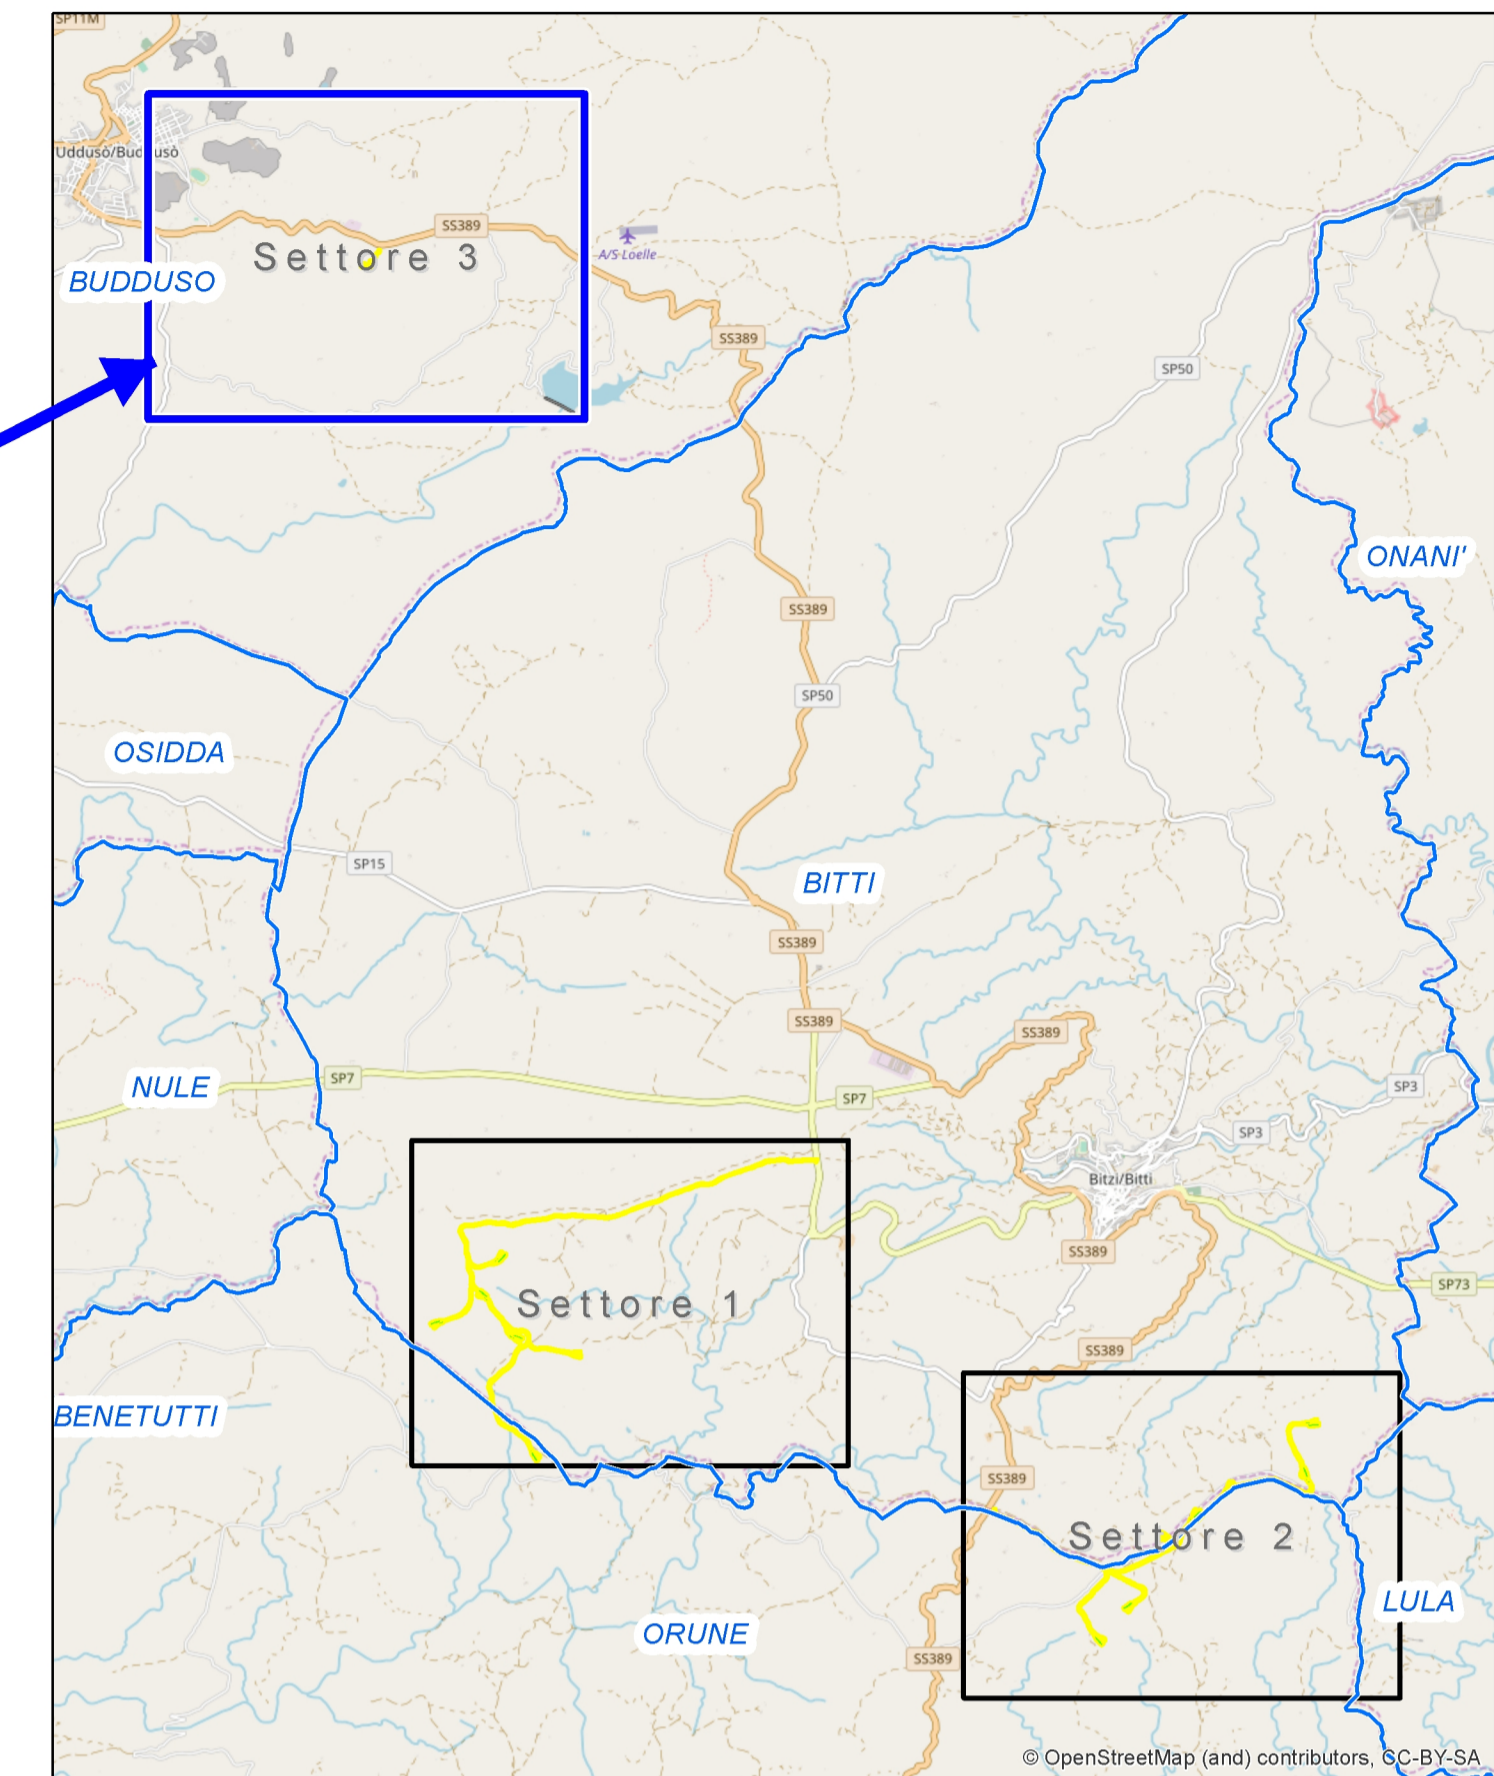 SP11M
Uddusò/Buddusò
SS389
Settore 3
A/S Loelle
BUDDUSO
SS389
SP50
ONANI'
SS389
SP50
OSIDDA
SP15
BITTI
SS389
SS389
SS389
SP7
NULE
SP7
SP3
SP3
Bitzi/Bitti
SS389
SP73
Settore 1
SS389
BENETUTTI
SS389
Settore 2
LULA
ORUNE
SS389
© OpenStreetMap (and) contributors, CC-BY-SA